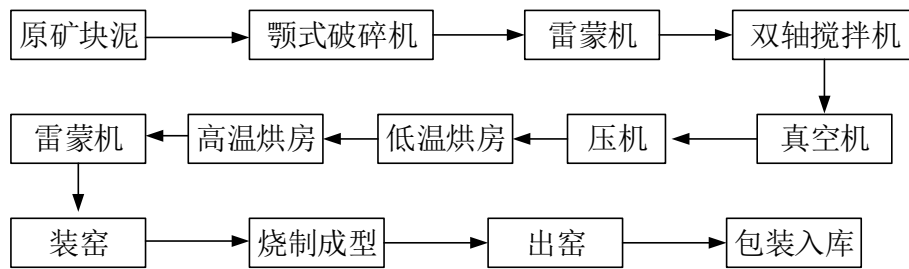 原矿块泥
颚式破碎机
雷蒙机
双轴搅拌机
真空机
压机
低温烘房
高温烘房
雷蒙机
装窑
烧制成型
出窑
包装入库